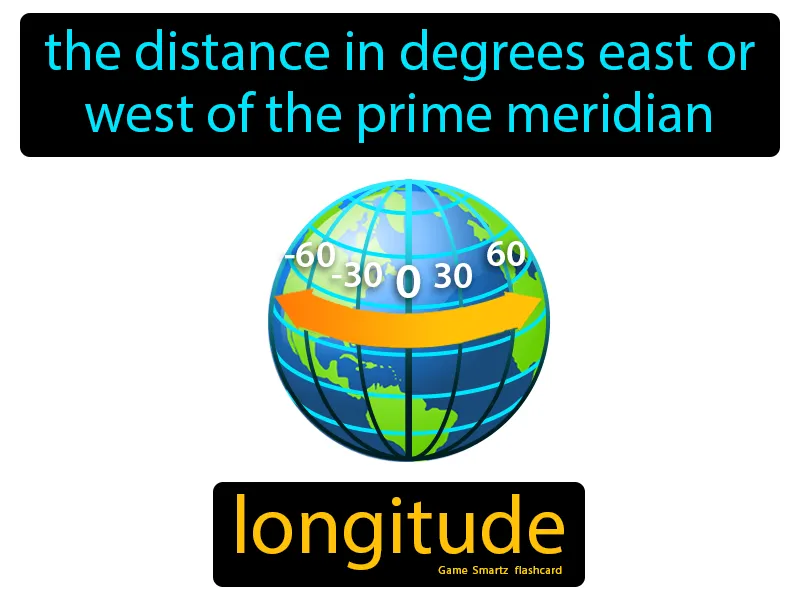 the distance in degrees east or
west of the prime meridian
-60 -30 0 30 60
longitude
Game Smartz flashcard